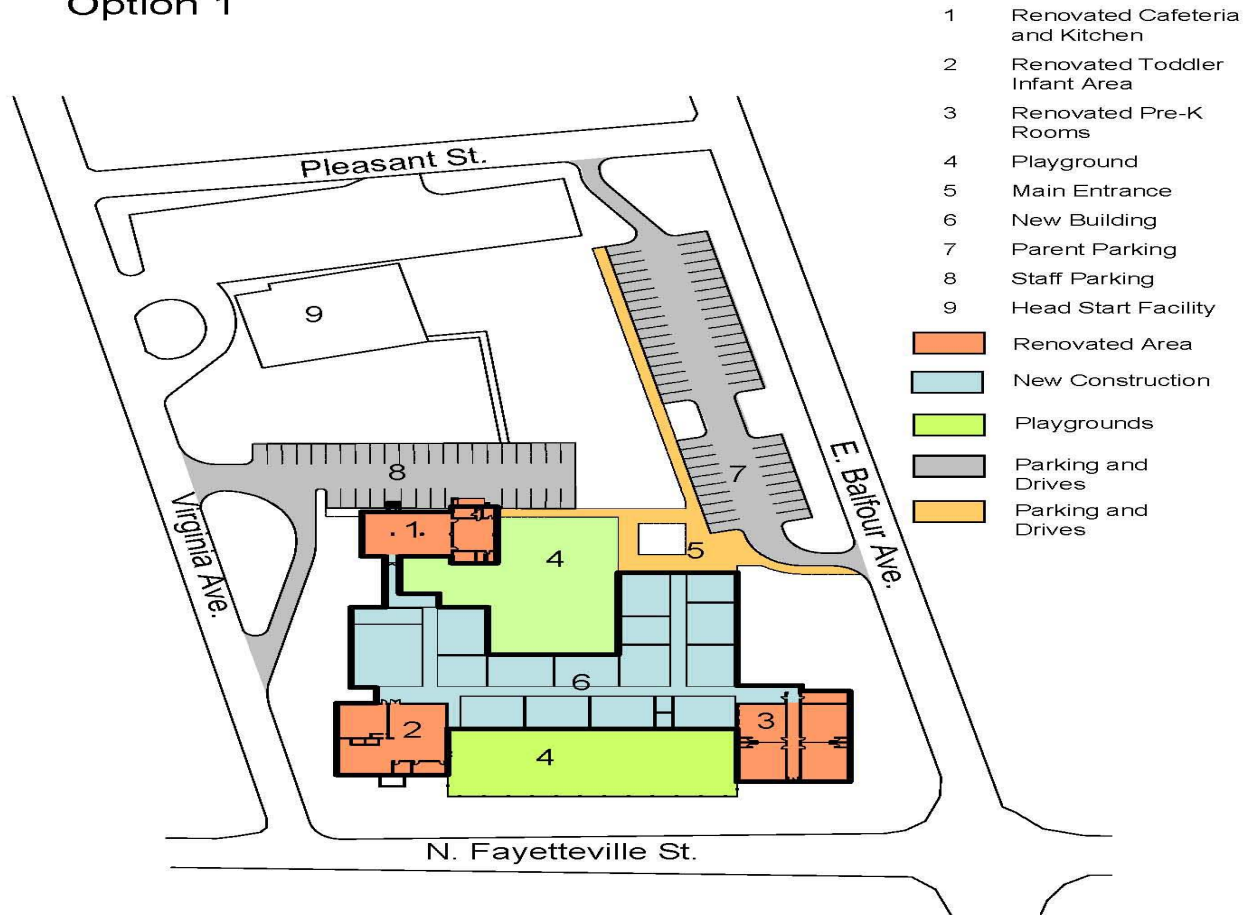 Option 1
1 Renovated Cafeteria
and Kitchen
2 Renovated Toddler
Infant Area
3 Renovated Pre-K
Rooms
4 Playground
5 Main Entrance
6 New Building
7 Parent Parking
8 Staff Parking
9 Head Start Facility
Renovated Area
New Construction
Playgrounds
Parking and
Drives
Parking and
Drives
Pleasant St.
9
8
7
E. Balfour Ave.
Virginia Ave.
1
4
5
6
2
3
4
N. Fayetteville St.